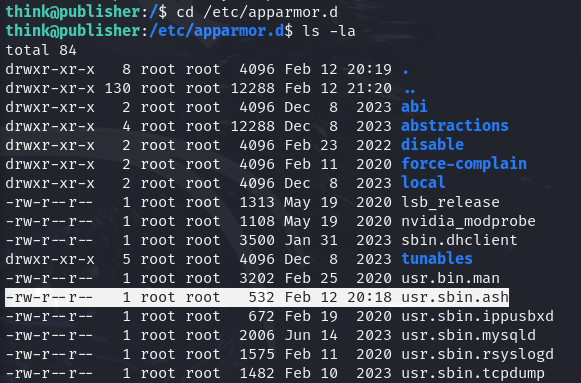 think@publisher:/$ cd /etc/apparmor.d
think@publisher:/etc/apparmor.d$ ls -la
total 84
drwxr-xr-x   8 root root  4096 Feb 12 20:19 .
drwxr-xr-x 130 root root 12288 Feb 12 21:20 ..
drwxr-xr-x   2 root root  4096 Dec  8  2023 abi
drwxr-xr-x   4 root root 12288 Dec  8  2023 abstractions
drwxr-xr-x   2 root root  4096 Feb 23  2022 disable
drwxr-xr-x   2 root root  4096 Feb 11  2020 force-complain
drwxr-xr-x   2 root root  4096 Dec  8  2023 local
-rw-r--r--   1 root root  1313 May 19  2020 lsb_release
-rw-r--r--   1 root root  1108 May 19  2020 nvidia_modprobe
-rw-r--r--   1 root root  3500 Jan 31  2023 sbin.dhclient
drwxr-xr-x   5 root root  4096 Dec  8  2023 tunables
-rw-r--r--   1 root root  3202 Feb 25  2020 usr.bin.man
-rw-r--r--   1 root root   532 Feb 12 20:18 usr.sbin.ash
-rw-r--r--   1 root root   672 Feb 19  2020 usr.sbin.ippusbxd
-rw-r--r--   1 root root  2006 Jun 14  2023 usr.sbin.mysqld
-rw-r--r--   1 root root  1575 Feb 11  2020 usr.sbin.rsyslogd
-rw-r--r--   1 root root  1482 Feb 10  2023 usr.sbin.tcpdump